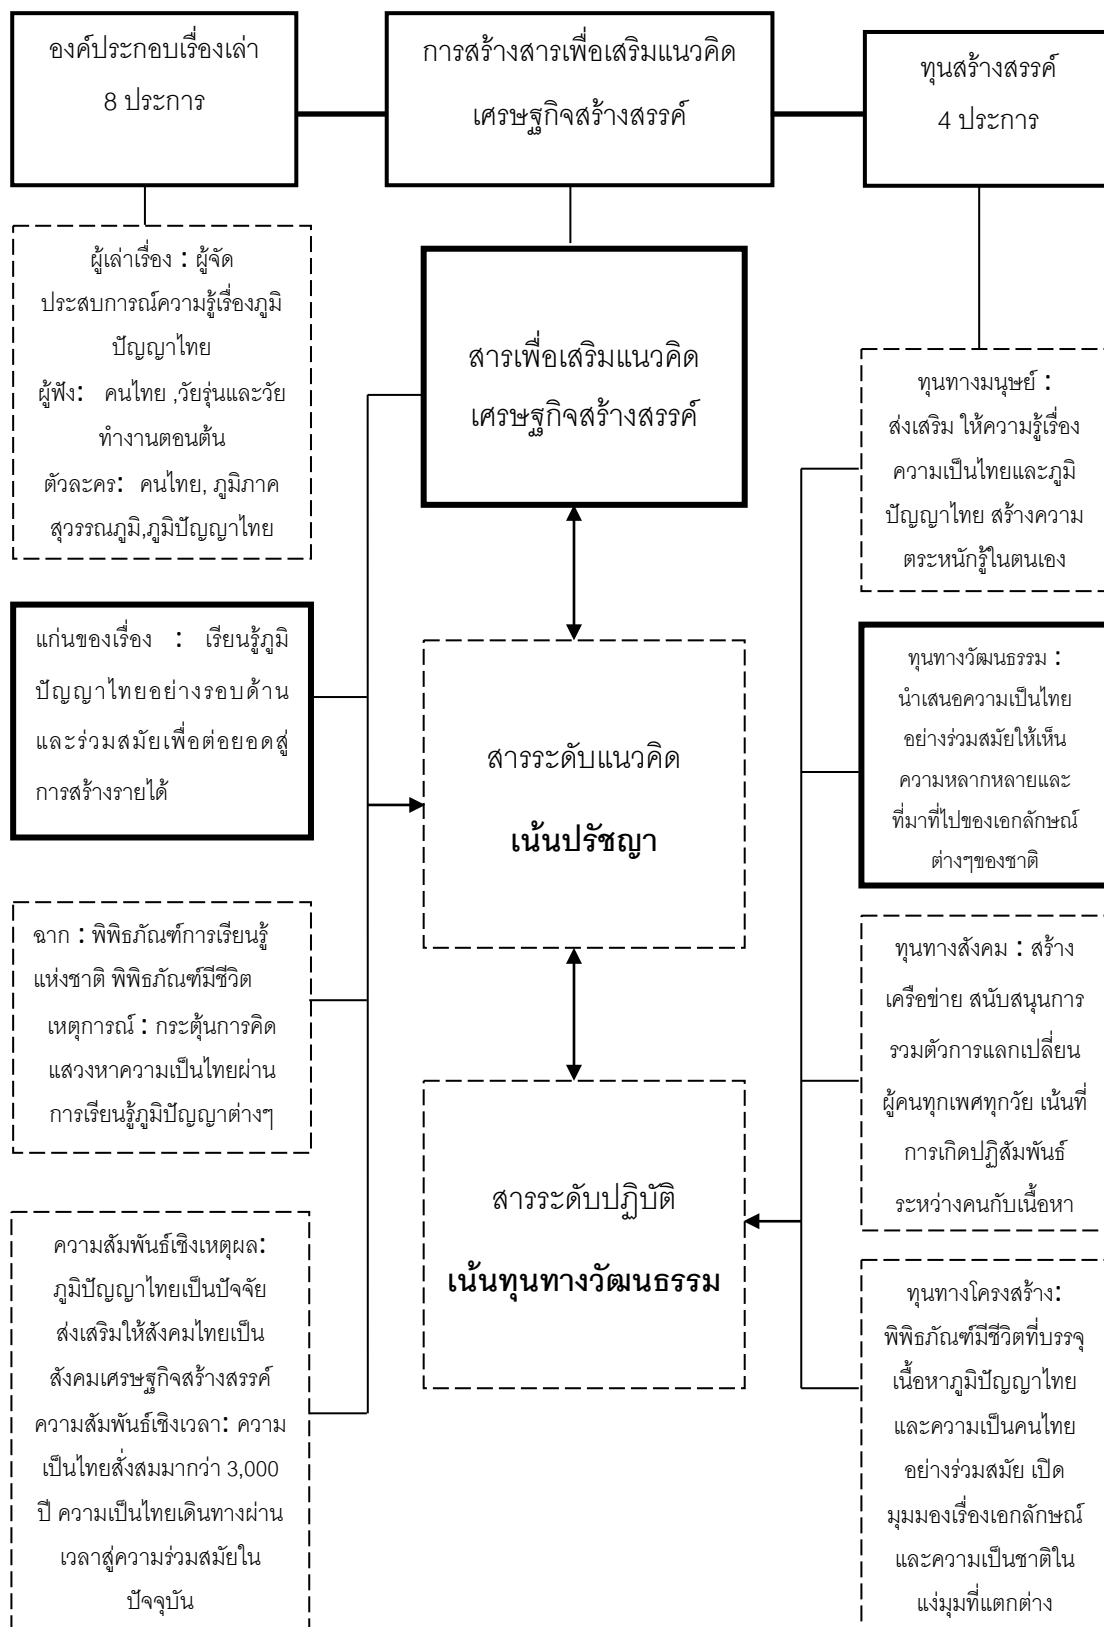 องค์ประกอบเรื่องเล่า
8 ประการ
การสร้างสารเพื่อเสริมแนวคิด
เศรษฐกิจสร้างสรรค์
ทุนสร้างสรรค์
4 ประการ
ผู้เล่าเรื่อง : ผู้จัด
ประสบการณ์ความรู้เรื่องภูมิ
ปัญญาไทย
ผู้ฟัง: คนไทย ,วัยรุ่นและวัย
ทำงานตอนต้น
ตัวละคร: คนไทย, ภูมิภาค
สุวรรณภูมิ,ภูมิปัญญาไทย
แก่นของเรื่อง : เรียนรู้ภูมิ
ปัญญาไทยอย่างรอบด้าน
และร่วมสมัยเพื่อต่อยอดสู่
การสร้างรายได้
ฉาก : พิพิธภัณฑ์การเรียนรู้
แห่งชาติ พิพิธภัณฑ์มีชีวิต
เหตุการณ์ : กระตุ้นการคิด
แสวงหาความเป็นไทยผ่าน
การเรียนรู้ภูมิปัญญาต่างๆ
ความสัมพันธ์เชิงเหตุผล:
ภูมิปัญญาไทยเป็นปัจจัย
ส่งเสริมให้สังคมไทยเป็น
สังคมเศรษฐกิจสร้างสรรค์
ความสัมพันธ์เชิงเวลา: ความ
เป็นไทยสั่งสมมากว่า 3,000
ปี ความเป็นไทยเดินทางผ่าน
เวลาสู่ความร่วมสมัยใน
ปัจจุบัน
สารเพื่อเสริมแนวคิด
เศรษฐกิจสร้างสรรค์
สารระดับแนวคิด
เน้นปรัชญา
สารระดับปฏิบัติ
เน้นทุนทางวัฒนธรรม
ทุนทางมนุษย์ :
ส่งเสริม ให้ความรู้เรื่อง
ความเป็นไทยและภูมิ
ปัญญาไทย สร้างความ
ตระหนักรู้ในตนเอง
ทุนทางวัฒนธรรม :
นำเสนอความเป็นไทย
อย่างร่วมสมัยให้เห็น
ความหลากหลายและ
ที่มาที่ไปของเอกลักษณ์
ต่างๆของชาติ
ทุนทางสังคม : สร้าง
เครือข่าย สนับสนุนการ
รวมตัวการแลกเปลี่ยน
ผู้คนทุกเพศทุกวัย เน้นที่
การเกิดปฏิสัมพันธ์
ระหว่างคนกับเนื้อหา
ทุนทางโครงสร้าง:
พิพิธภัณฑ์มีชีวิตที่บรรจุ
เนื้อหาภูมิปัญญาไทย
และความเป็นคนไทย
อย่างร่วมสมัย เปิด
มุมมองเรื่องเอกลักษณ์
และความเป็นชาติใน
แง่มุมที่แตกต่าง